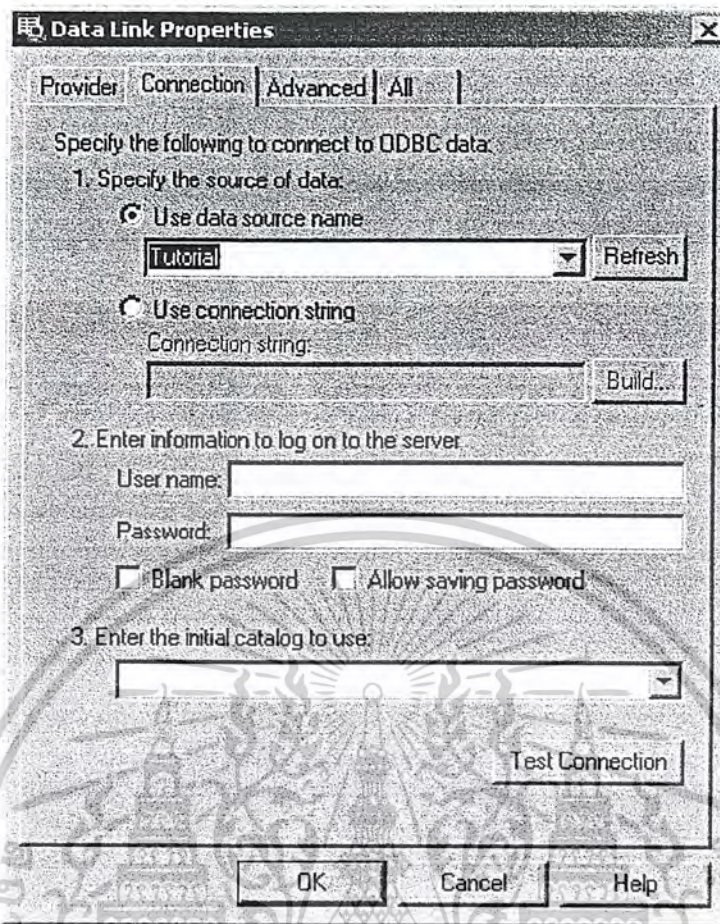 Data Link Properties
Provider Connection Advanced All
Specify the following to connect to ODBC data:
1. Specify the source of data:
Use data source name
Tutorial Refresh
Use connection string
Connection string:
Build...
2. Enter information to log on to the server
User name:
Password:
Blank password Allow saving password
3. Enter the initial catalog to use:
Test Connection
OK Cancel Help